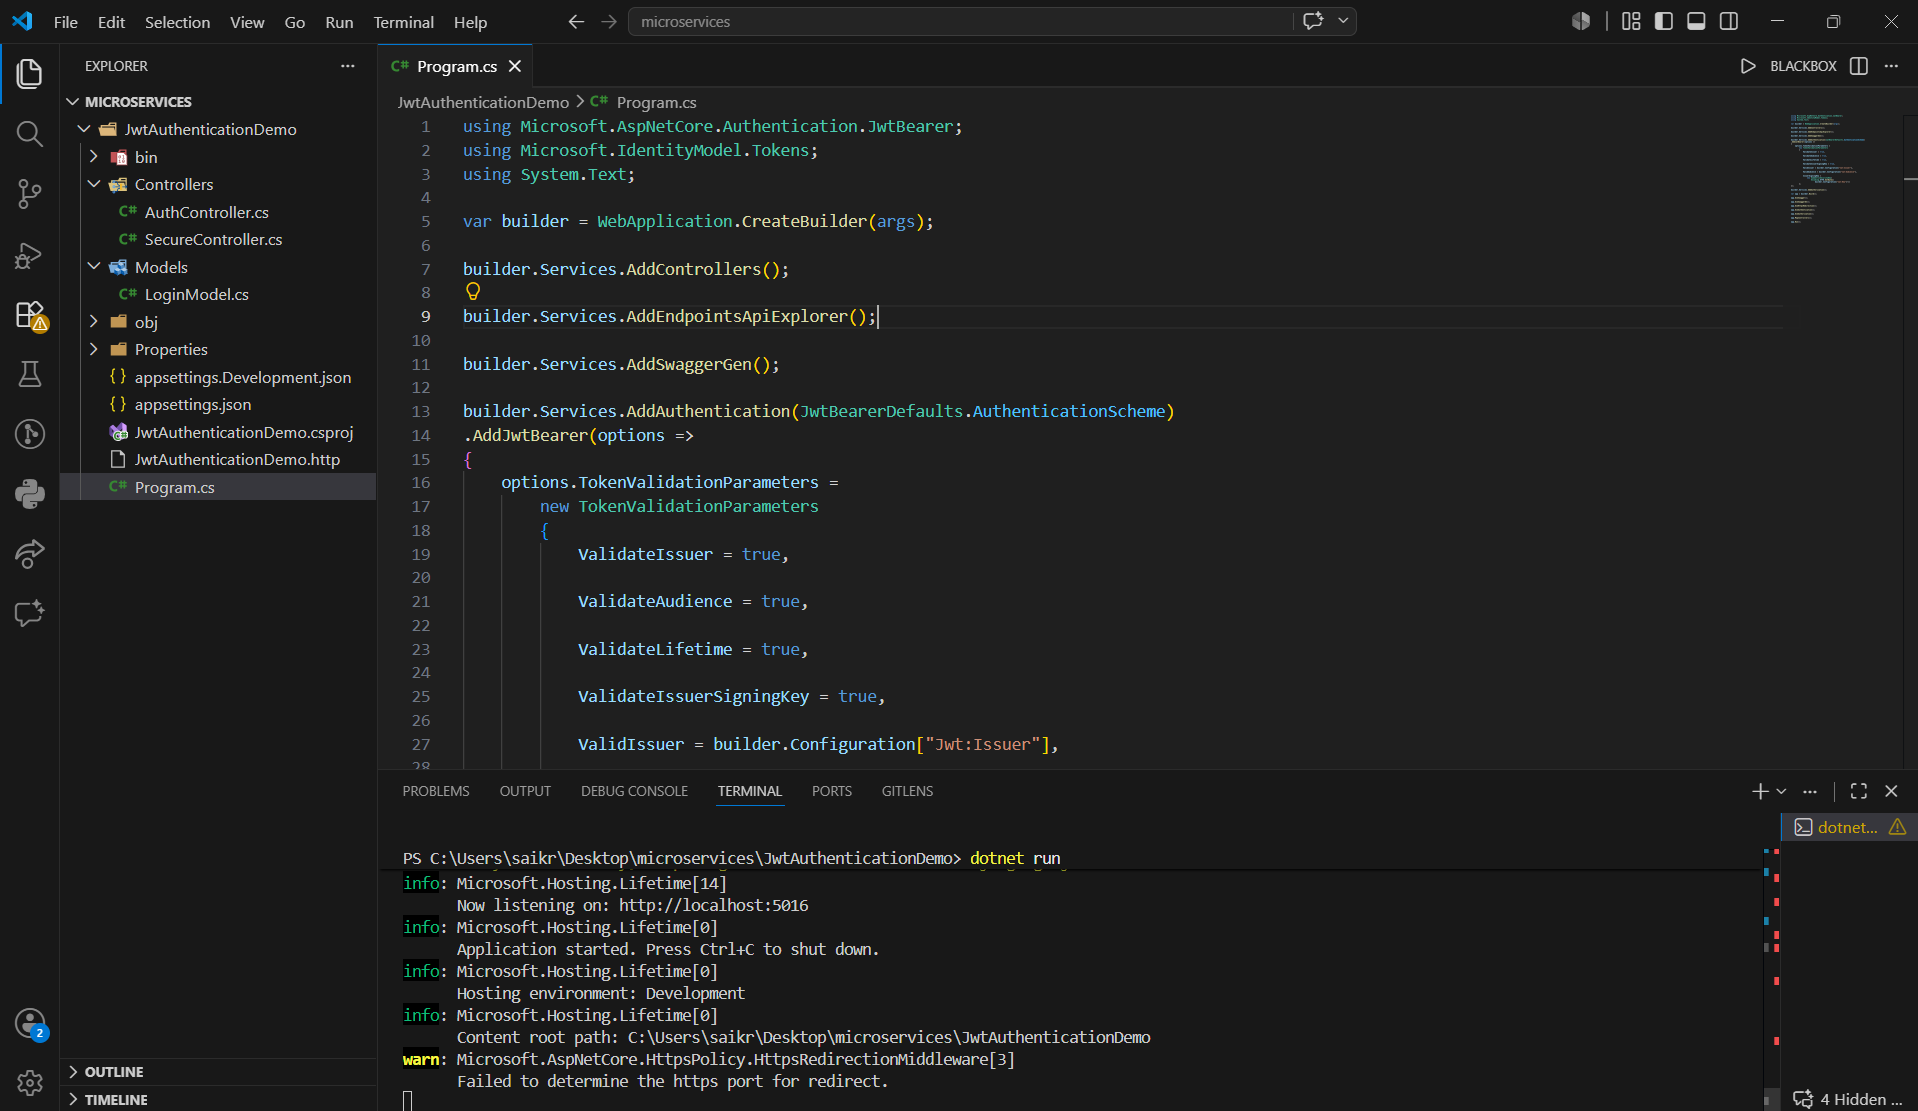 File Edit Selection View Go Run Terminal Help
microservices
EXPLORER
MICROSERVICES
JwtAuthenticationDemo
bin
Controllers
C# AuthController.cs
C# SecureController.cs
Models
C# LoginModel.cs
obj
Properties
{} appsettings.Development.json
{} appsettings.json
JwtAuthenticationDemo.csproj
JwtAuthenticationDemo.http
C# Program.cs
OUTLINE
TIMELINE
2
C# Program.cs
BLACKBOX
JwtAuthenticationDemo > C# Program.cs
1 using Microsoft.AspNetCore.Authentication.JwtBearer;
2 using Microsoft.IdentityModel.Tokens;
3 using System.Text;
4
5 var builder = WebApplication.CreateBuilder(args);
6
7 builder.Services.AddControllers();
8
9 builder.Services.AddEndpointsApiExplorer();
10
11 builder.Services.AddSwaggerGen();
12
13 builder.Services.AddAuthentication(JwtBearerDefaults.AuthenticationScheme)
14 .AddJwtBearer(options =>
15 {
16 options.TokenValidationParameters =
17 new TokenValidationParameters
18 {
19 ValidateIssuer = true,
20
21 ValidateAudience = true,
22
23 ValidateLifetime = true,
24
25 ValidateIssuerSigningKey = true,
26
27 ValidIssuer = builder.Configuration["Jwt:Issuer"],
28
PROBLEMS OUTPUT DEBUG CONSOLE TERMINAL PORTS GITLENS
dotnet...
PS C:\Users\saikr\Desktop\microservices\JwtAuthenticationDemo> dotnet run
info: Microsoft.Hosting.Lifetime[14]
Now listening on: http://localhost:5016
info: Microsoft.Hosting.Lifetime[0]
Application started. Press Ctrl+C to shut down.
info: Microsoft.Hosting.Lifetime[0]
Hosting environment: Development
info: Microsoft.Hosting.Lifetime[0]
Content root path: C:\Users\saikr\Desktop\microservices\JwtAuthenticationDemo
warn: Microsoft.AspNetCore.HttpsPolicy.HttpsRedirectionMiddleware[3]
Failed to determine the https port for redirect.
4 Hidden ...